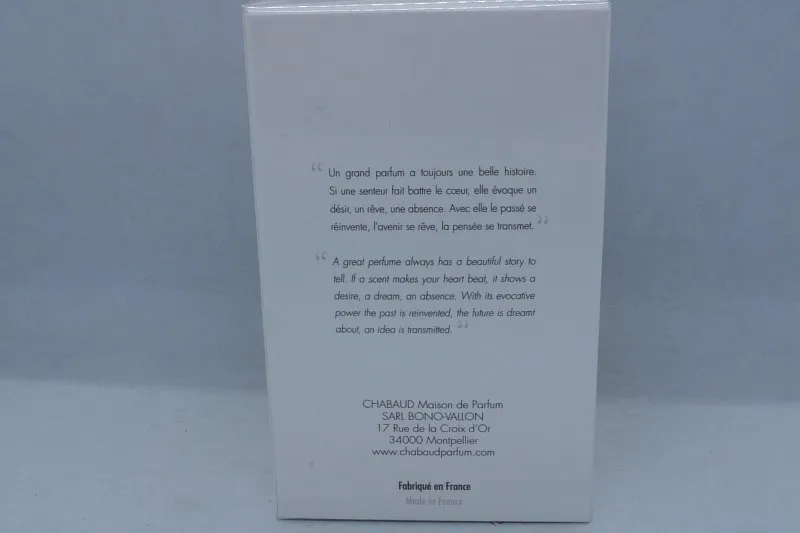 “ Un grand parfum a toujours une belle histoire.
Si une senteur fait battre le cœur, elle évoque un
désir, un rêve, une absence. Avec elle le passé se
réinvente, l'avenir se rêve, la pensée se transmet. ”
“ A great perfume always has a beautiful story to
tell. If a scent makes your heart beat, it shows a
desire, a dream, an absence. With its evocative
power the past is reinvented, the future is dreamt
about, an idea is transmitted. ”
CHABAUD Maison de Parfum
SARL BONO-VALLON
17 Rue de la Croix d'Or
34000 Montpellier
www.chabaudparfum.com
Fabriqué en France
Made in France